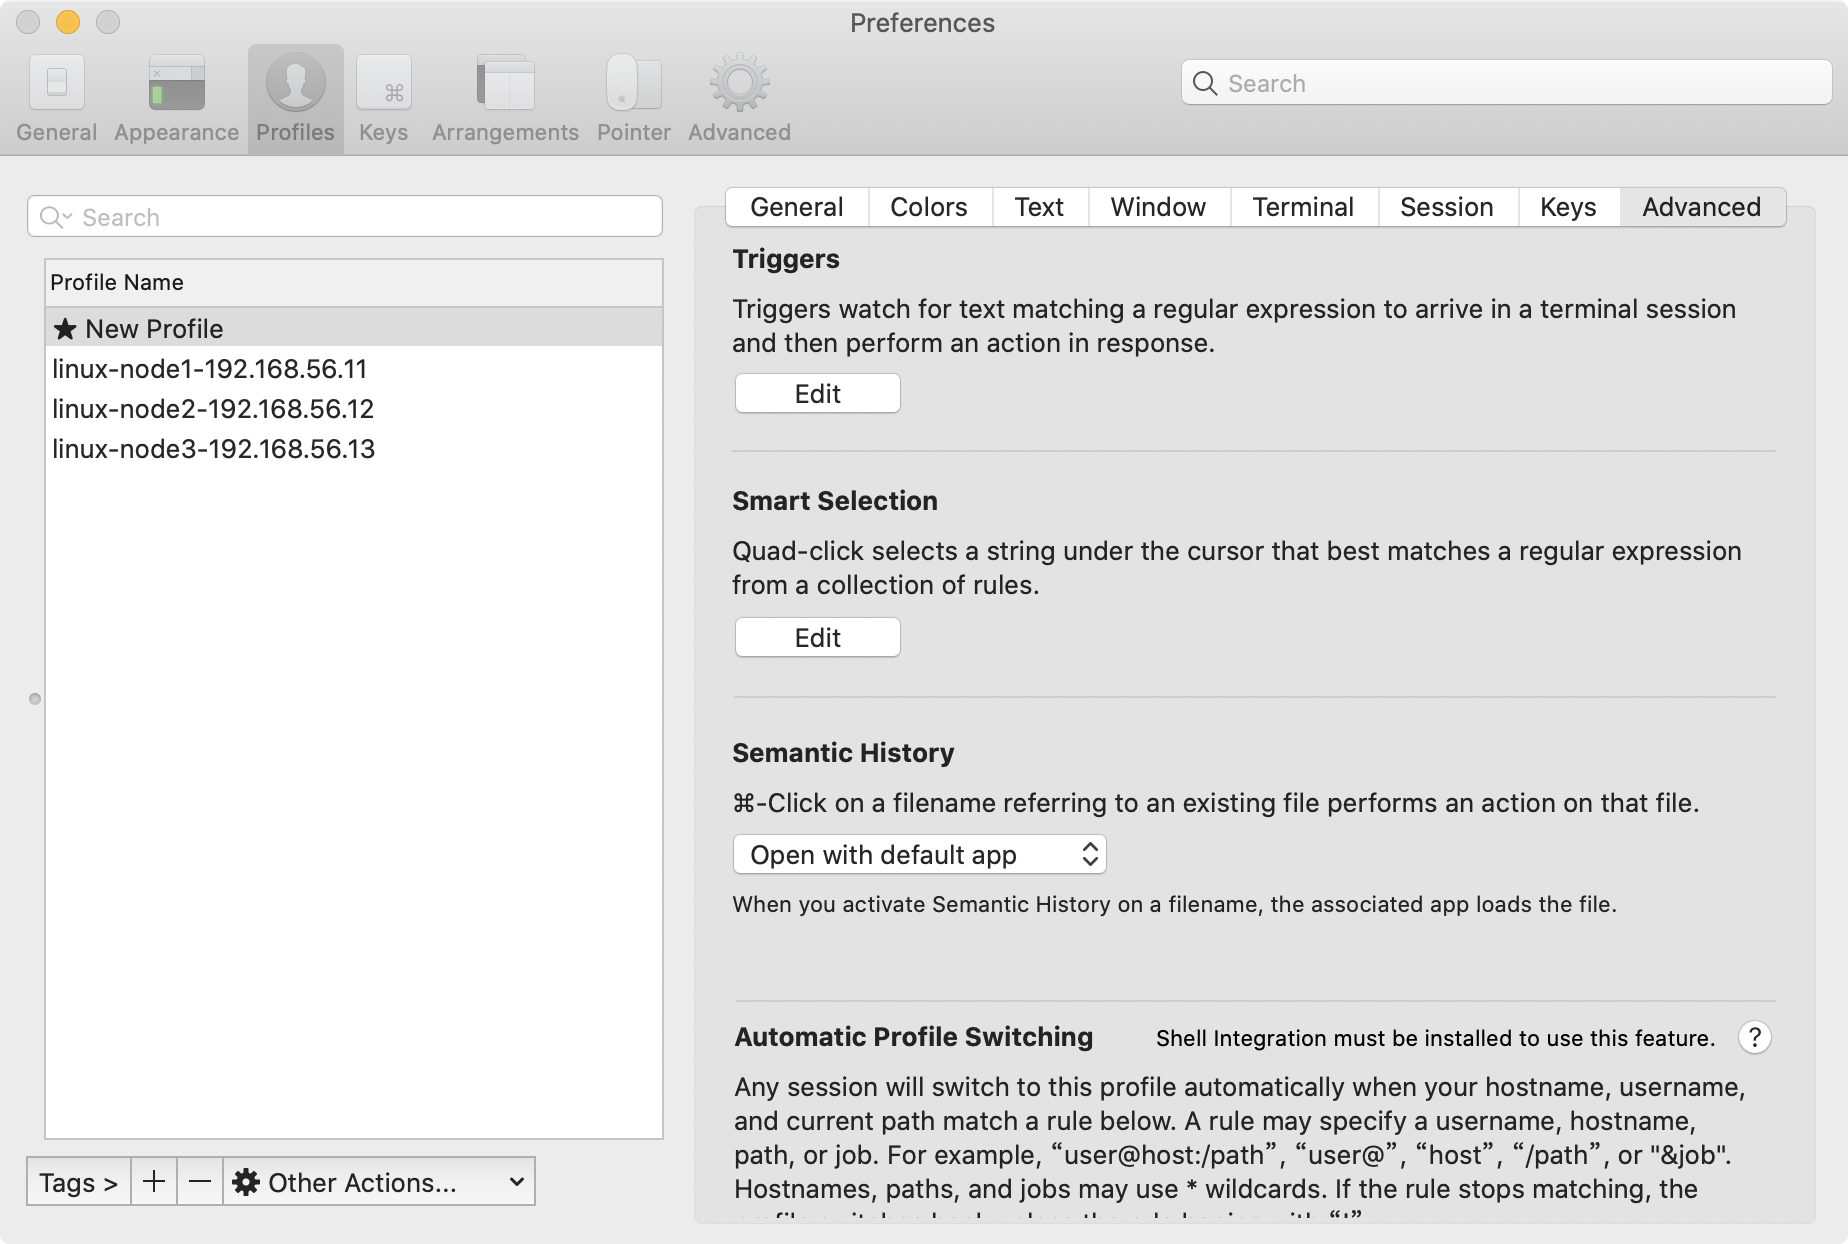 Preferences
General
Appearance
Profiles
⌘
Keys
Arrangements
Pointer
Advanced
Search
Search
Profile Name
★ New Profile
linux-node1-192.168.56.11
linux-node2-192.168.56.12
linux-node3-192.168.56.13
Tags >
+
—
Other Actions...
General
Colors
Text
Window
Terminal
Session
Keys
Advanced
Triggers
Triggers watch for text matching a regular expression to arrive in a terminal session
and then perform an action in response.
Edit
Smart Selection
Quad-click selects a string under the cursor that best matches a regular expression
from a collection of rules.
Edit
Semantic History
⌘-Click on a filename referring to an existing file performs an action on that file.
Open with default app
When you activate Semantic History on a filename, the associated app loads the file.
Automatic Profile Switching
Shell Integration must be installed to use this feature.
?
Any session will switch to this profile automatically when your hostname, username,
and current path match a rule below. A rule may specify a username, hostname,
path, or job. For example, “user@host:/path”, “user@”, “host”, “/path”, or "&job".
Hostnames, paths, and jobs may use * wildcards. If the rule stops matching, the